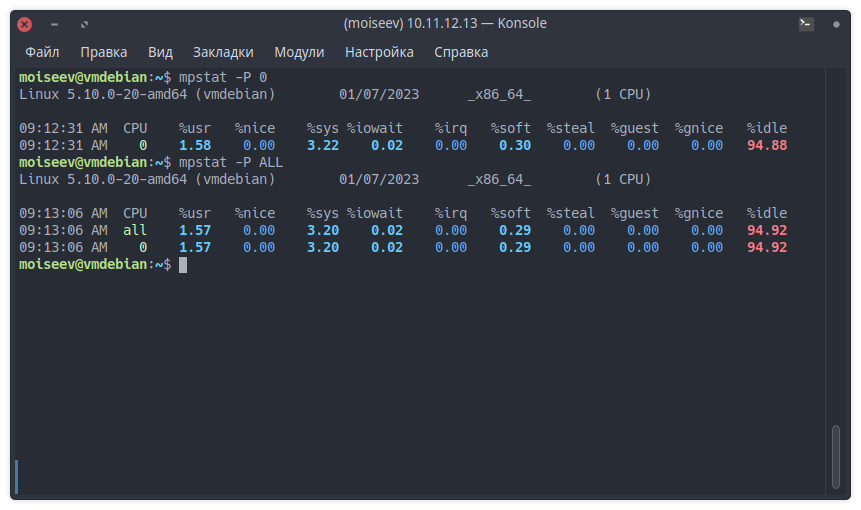 (moiseev) 10.11.12.13 — Konsole
Файл Правка Вид Закладки Модули Настройка Справка
moiseev@vmdebian:~$ mpstat -P 0
Linux 5.10.0-20-amd64 (vmdebian) 01/07/2023 _x86_64_ (1 CPU)
09:12:31 AM CPU %usr %nice %sys %iowait %irq %soft %steal %guest %gnice %idle
09:12:31 AM 0 1.58 0.00 3.22 0.02 0.00 0.30 0.00 0.00 0.00 94.88
moiseev@vmdebian:~$ mpstat -P ALL
Linux 5.10.0-20-amd64 (vmdebian) 01/07/2023 _x86_64_ (1 CPU)
09:13:06 AM CPU %usr %nice %sys %iowait %irq %soft %steal %guest %gnice %idle
09:13:06 AM all 1.57 0.00 3.20 0.02 0.00 0.29 0.00 0.00 0.00 94.92
09:13:06 AM 0 1.57 0.00 3.20 0.02 0.00 0.29 0.00 0.00 0.00 94.92
moiseev@vmdebian:~$